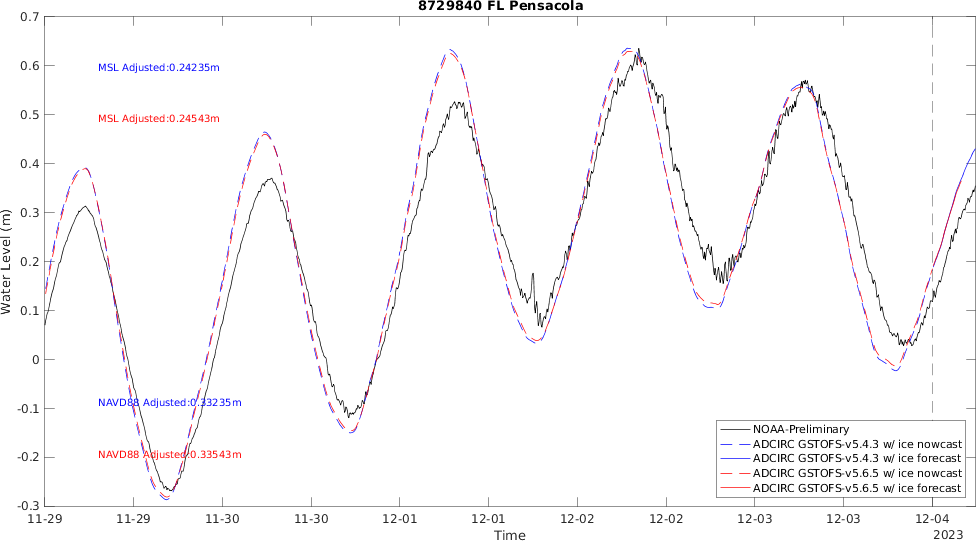 8729840 FL Pensacola
0.7
0.6
0.5
0.4
0.3
0.2
0.1
0
-0.1
-0.2
-0.3
Water Level (m)
MSL Adjusted:0.24235m
MSL Adjusted:0.24543m
NAVD88 Adjusted:0.33235m
NAVD88 Adjusted:0.33543m
NOAA-Preliminary
ADCIRC GSTOFS-v5.4.3 w/ ice nowcast
ADCIRC GSTOFS-v5.4.3 w/ ice forecast
ADCIRC GSTOFS-v5.6.5 w/ ice nowcast
ADCIRC GSTOFS-v5.6.5 w/ ice forecast
11-29 11-29 11-30 11-30 12-01 12-01 12-02 12-02 12-03 12-03 12-04
Time
2023